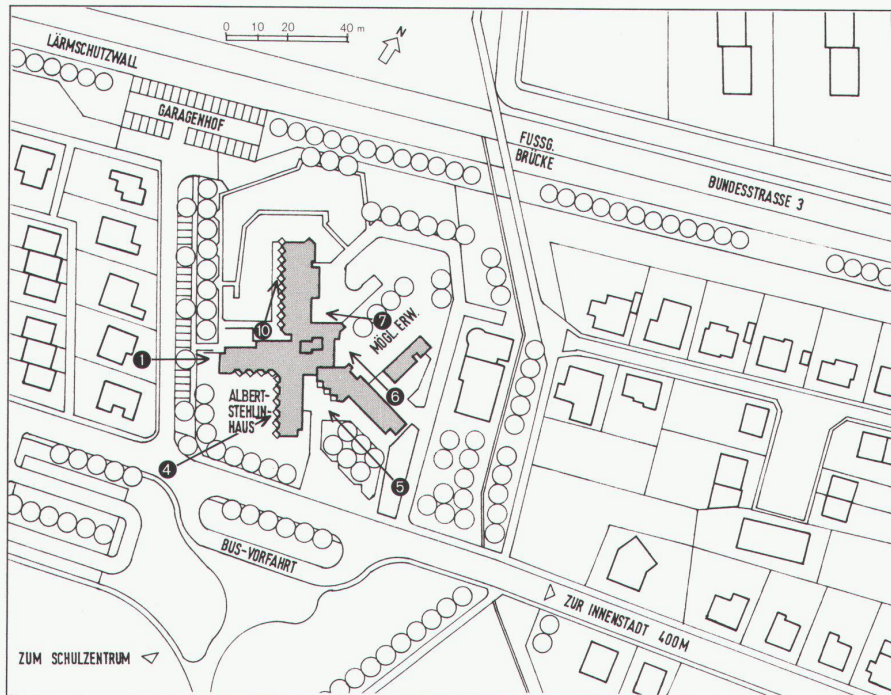 0 10 20 40 m
N
LÄRMSCHUTZWALL
GARAGENHOF
FUSSG.
BRÜCKE
BUNDESSTRASSE 3
10
7
MÖGL. ERW.
1
6
ALBERT-
STEHLIN-
HAUS
4
5
BUS-VORFAHRT
ZUR INNENSTADT 400M
ZUM SCHULZENTRUM